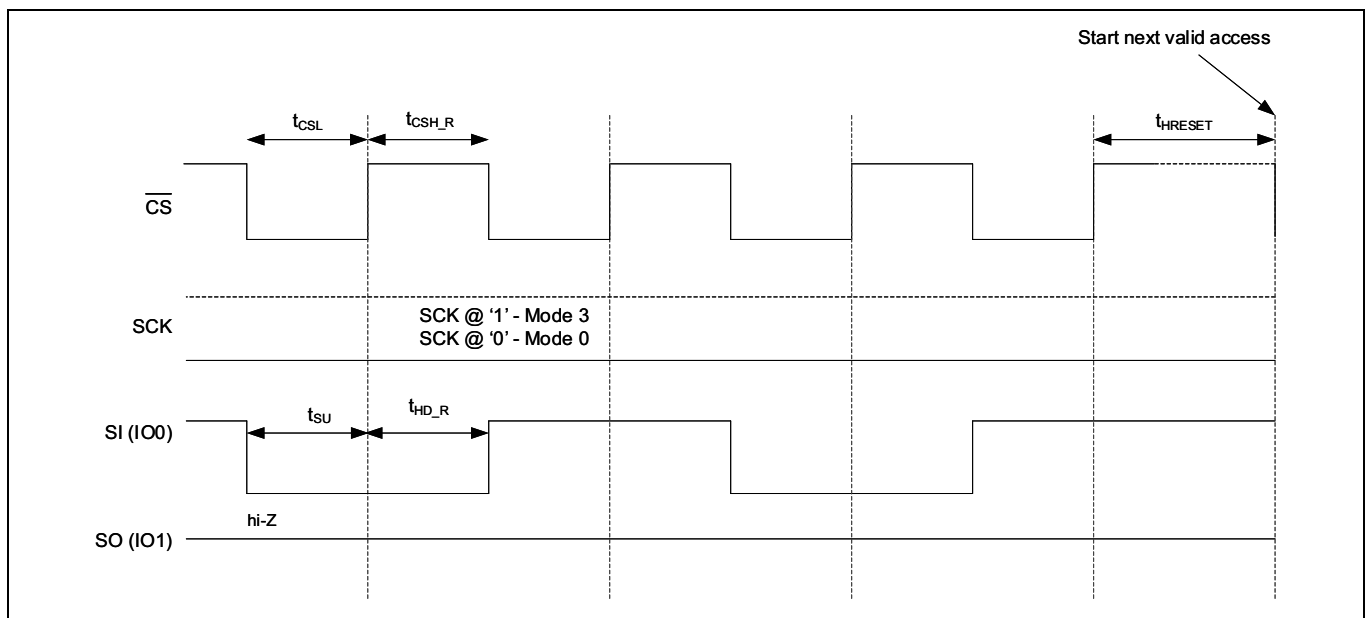 Start next valid access
tCSL
tCSH_R
tHRESET
CS
SCK
SCK @ ‘1’ - Mode 3
SCK @ ‘0’ - Mode 0
tSU
tHD_R
SI (IO0)
hi-Z
SO (IO1)